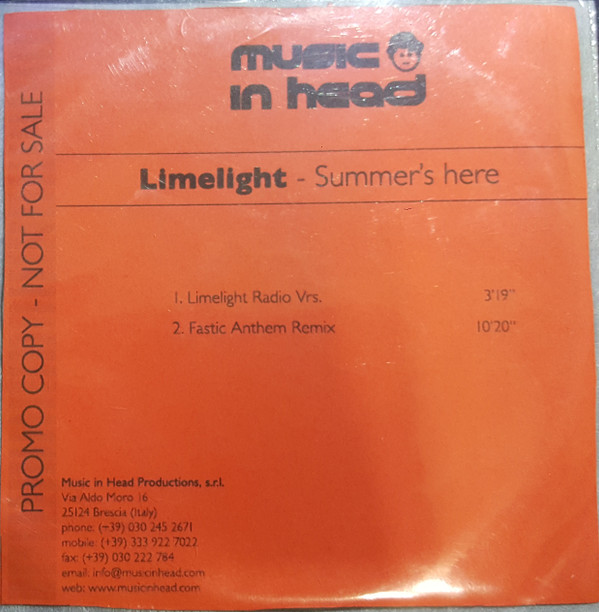 music
in head
Limelight - Summer's here
PROMO COPY - NOT FOR SALE
1. Limelight Radio Vrs. 3'19"
2. Fastic Anthem Remix 10'20"
Music in Head Productions, s.r.l.
Via Aldo Moro 16
25124 Brescia (Italy)
phone: (+39) 030 245 2671
mobile: (+39) 333 922 7022
fax: (+39) 030 222 784
email: info@musicinhead.com
web: www.musicinhead.com